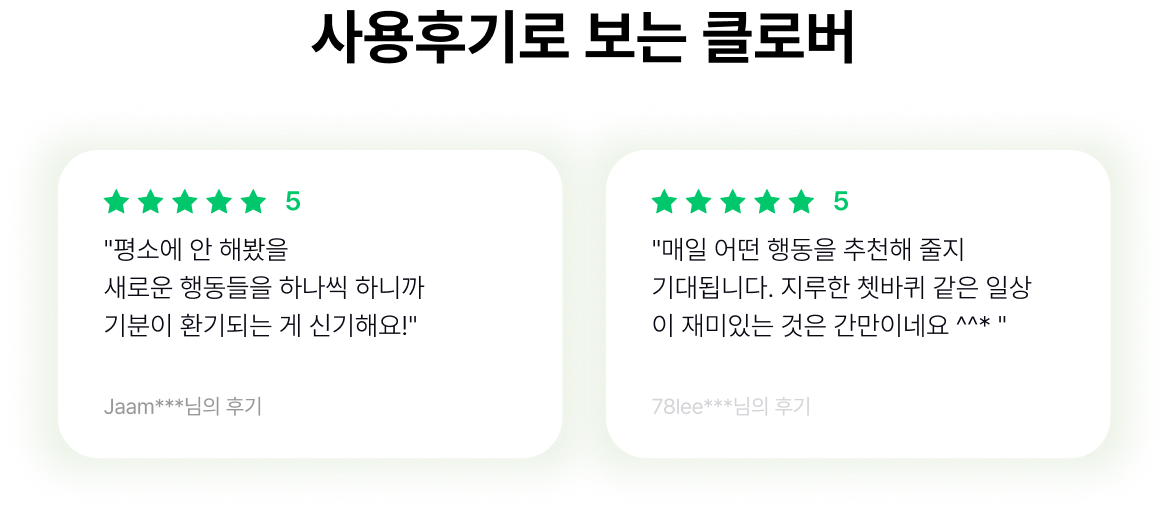 사용후기로 보는 클로버
5
"평소에 안 해봤을
새로운 행동들을 하나씩 하니까
기분이 환기되는 게 신기해요!"
Jaam***님의 후기
5
"매일 어떤 행동을 추천해 줄지
기대됩니다. 지루한 쳇바퀴 같은 일상
이 재미있는 것은 간만이네요 ^^* "
78lee***님의 후기